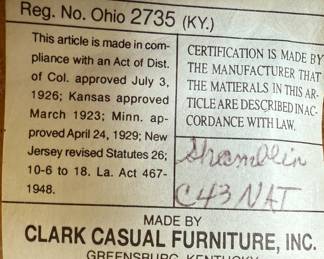 Reg. No. Ohio 2735 (KY.)
This article is made in com-
pliance with an Act of Dist.
of Col. approved July 3,
1926; Kansas approved
March 1923; Minn. ap-
proved April 24, 1929; New
Jersey revised Statutes 26;
10-6 to 18. La. Act 467-
1948.
CERTIFICATION IS MADE BY
THE MANUFACTURER THAT
THE MATIERALS IN THIS AR-
TICLE ARE DESCRIBED IN AC-
CORDANCE WITH LAW.
C43 NAT
MADE BY
CLARK CASUAL FURNITURE, INC.
GREENSBURG, KENTUCKY